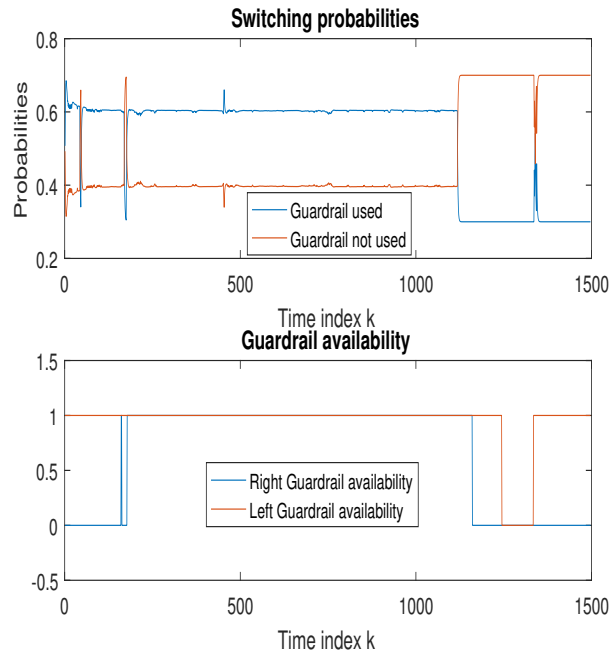 Switching probabilities
0.8
0.6
0.4
0.2
Probabilities
Guardrail used
Guardrail not used
0
500
1000
1500
Time index k
Guardrail availability
1.5
1
0.5
0
-0.5
Right Guardrail availability
Left Guardrail availability
0
500
1000
1500
Time index k